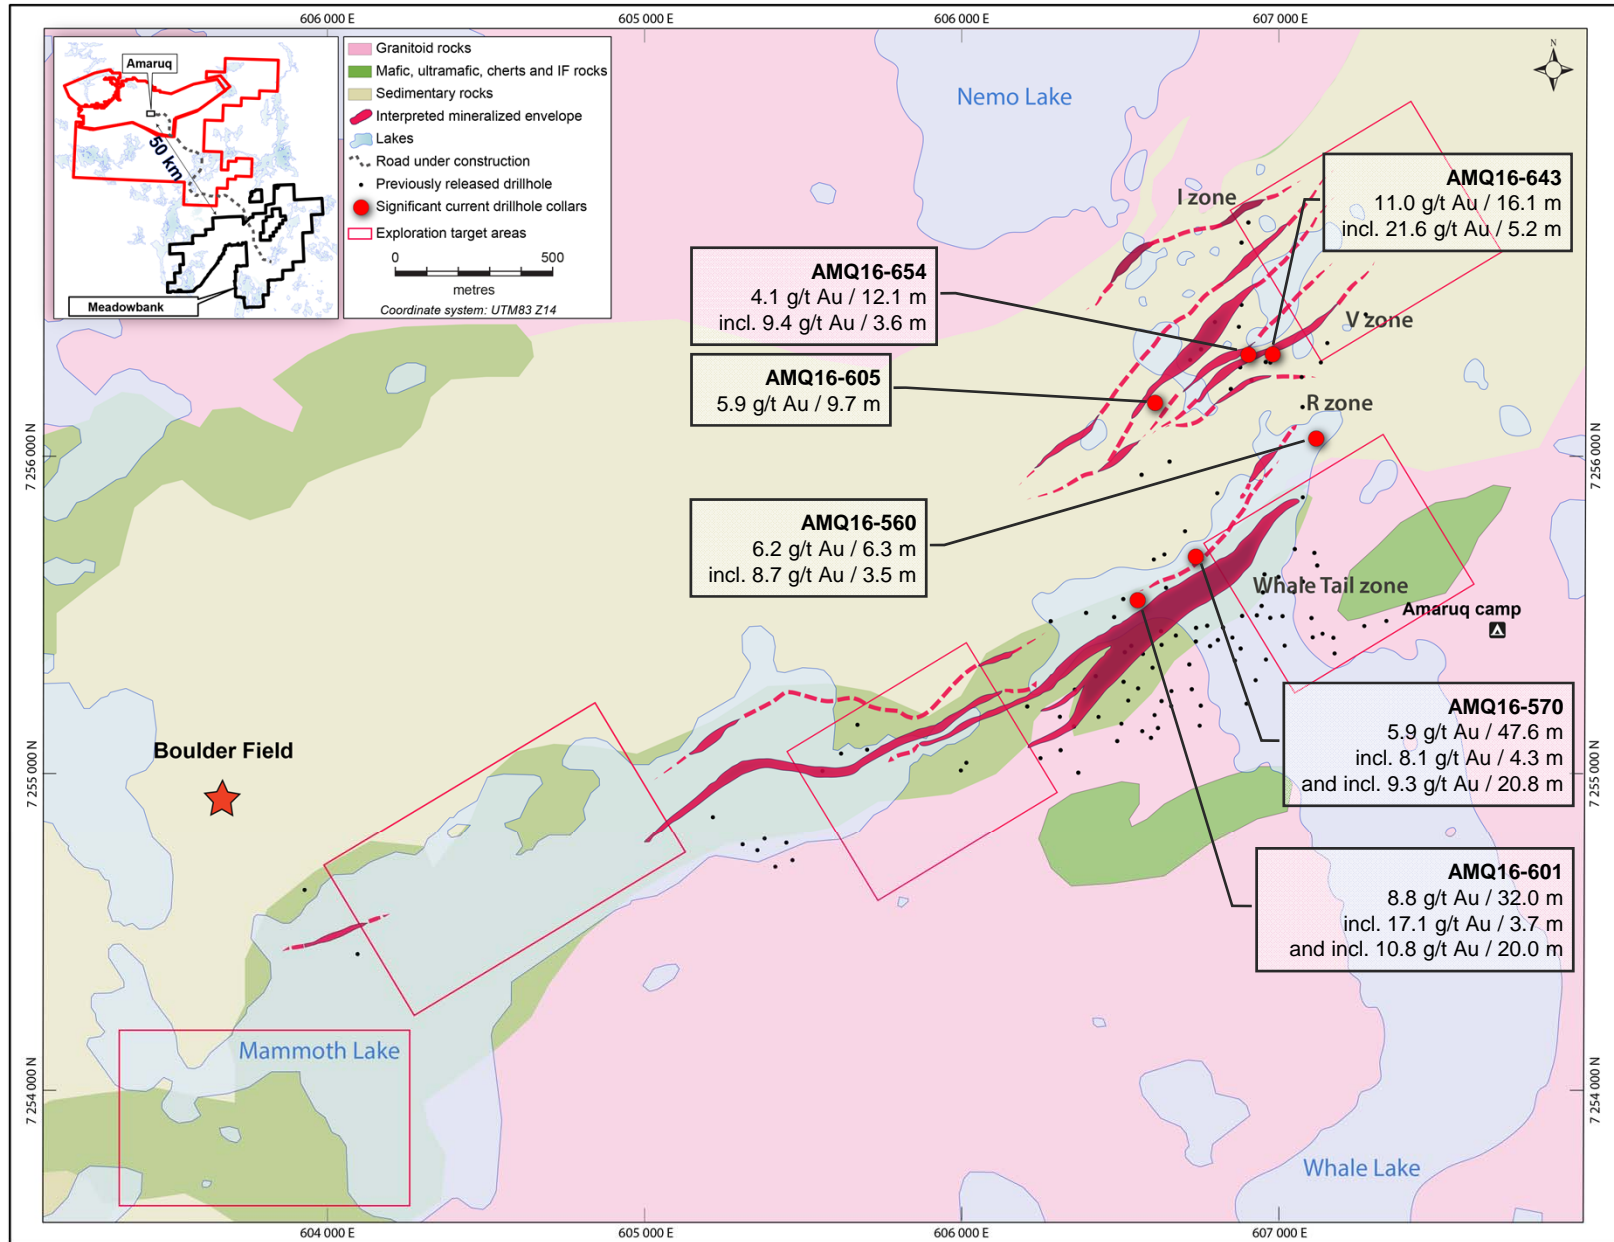 606 000 E
605 000 E
606 000 E
607 000 E
Amaruq
50 km
Meadowbank
Granitoid rocks
Mafic, ultramafic, cherts and IF rocks
Sedimentary rocks
Interpreted mineralized envelope
Lakes
Road under construction
Previously released drillhole
Significant current drillhole collars
Exploration target areas
0 500
metres
Coordinate system: UTM83 Z14
N
Nemo Lake
I zone
AMQ16-643
11.0 g/t Au / 16.1 m
incl. 21.6 g/t Au / 5.2 m
AMQ16-654
4.1 g/t Au / 12.1 m
incl. 9.4 g/t Au / 3.6 m
V zone
AMQ16-605
5.9 g/t Au / 9.7 m
R zone
7 256 000 N
7 256 000 N
AMQ16-560
6.2 g/t Au / 6.3 m
incl. 8.7 g/t Au / 3.5 m
Whale Tail zone
Amaruq camp
AMQ16-570
5.9 g/t Au / 47.6 m
incl. 8.1 g/t Au / 4.3 m
and incl. 9.3 g/t Au / 20.8 m
Boulder Field
7 255 000 N
7 255 000 N
AMQ16-601
8.8 g/t Au / 32.0 m
incl. 17.1 g/t Au / 3.7 m
and incl. 10.8 g/t Au / 20.0 m
Mammoth Lake
7 254 000 N
7 254 000 N
Whale Lake
604 000 E
605 000 E
606 000 E
607 000 E